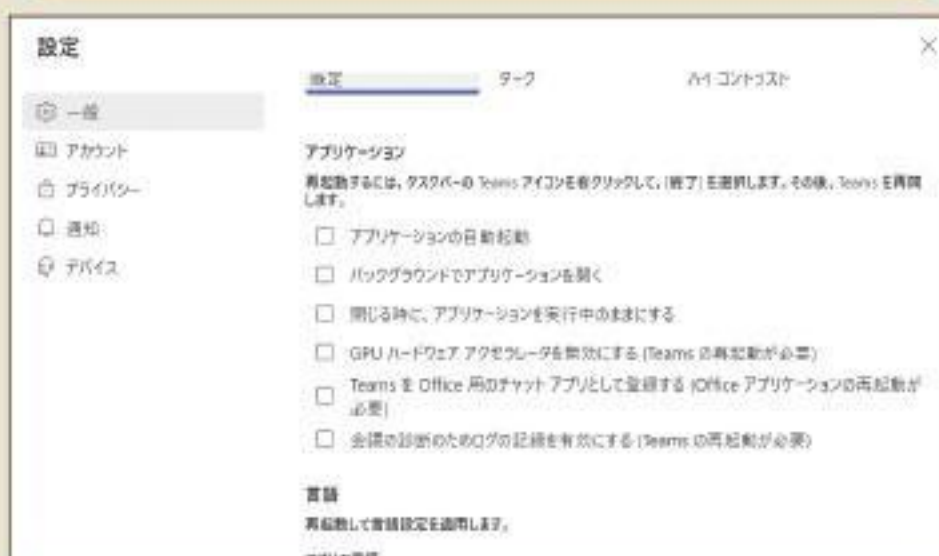 設定
既定 ダーク ハイ コントラスト
一般
アカウント
プライバシー
通知
デバイス
アプリケーション
再起動するには、タスクバーの Teams アイコンを右クリックして、[終了] を選択します。その後、Teams を再開
します。
アプリケーションの自動起動
バックグラウンドでアプリケーションを開く
閉じる時に、アプリケーションを実行中のままにする
GPU ハードウェア アクセラレータを無効にする (Teams の再起動が必要)
Teams を Office 用のチャット アプリとして登録する (Office アプリケーションの再起動が
必要)
会議の診断のためログの記録を有効にする (Teams の再起動が必要)
言語
再起動して言語設定を適用します。